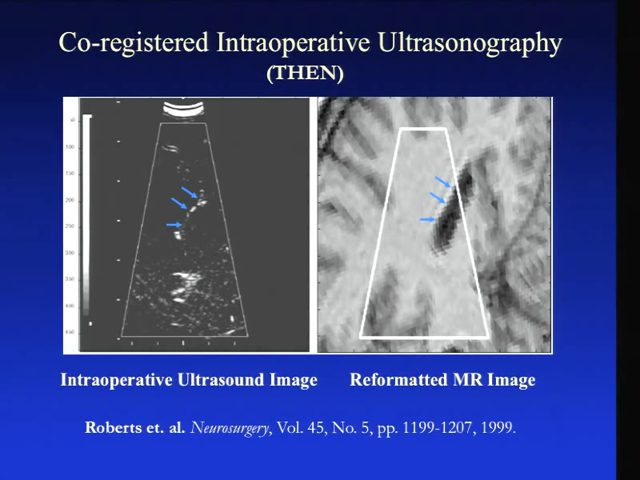 Co-registered Intraoperative Ultrasonography
(THEN)
Intraoperative Ultrasound Image
Reformatted MR Image
Roberts et. al. Neurosurgery, Vol. 45, No. 5, pp. 1199-1207, 1999.